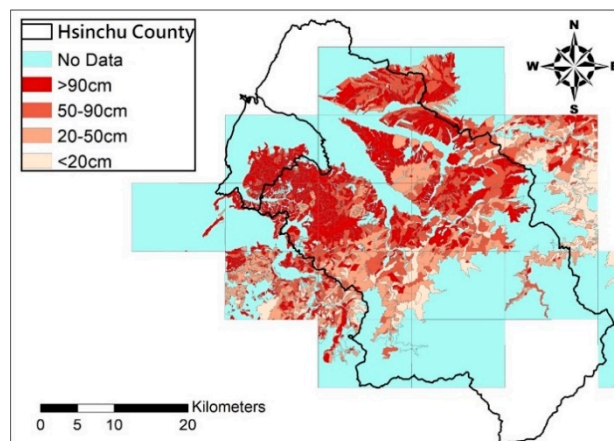 Hsinchu County
No Data
>90cm
50-90cm
20-50cm
<20cm
N
W E
S
Kilometers
0 5 10 20